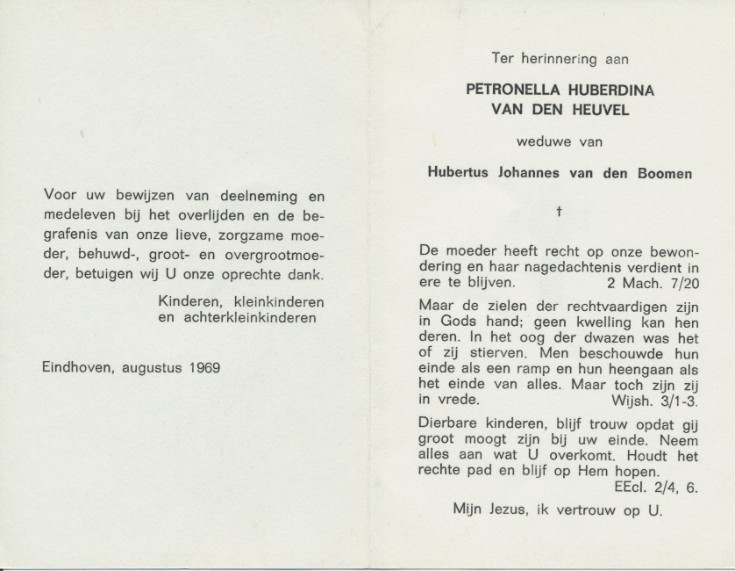 Voor uw bewijzen van deelneming en
medeleven bij het overlijden en de be-
grafenis van onze lieve, zorgzame moe-
der, behuwd-, groot- en overgrootmoe-
der, betuigen wij U onze oprechte dank.
Kinderen, kleinkinderen
en achterkleinkinderen
Eindhoven, augustus 1969
Ter herinnering aan
PETRONELLA HUBERDINA
VAN DEN HEUVEL
weduwe van
Hubertus Johannes van den Boomen
†
De moeder heeft recht op onze bewon-
dering en haar nagedachtenis verdient in
ere te blijven. 2 Mach. 7/20
Maar de zielen der rechtvaardigen zijn
in Gods hand; geen kwelling kan hen
deren. In het oog der dwazen was het
of zij stierven. Men beschouwde hun
einde als een ramp en hun heengaan als
het einde van alles. Maar toch zijn zij
in vrede. Wijsh. 3/1-3.
Dierbare kinderen, blijf trouw opdat gij
groot moogt zijn bij uw einde. Neem
alles aan wat U overkomt. Houdt het
rechte pad en blijf op Hem hopen.
EEcl. 2/4, 6.
Mijn Jezus, ik vertrouw op U.